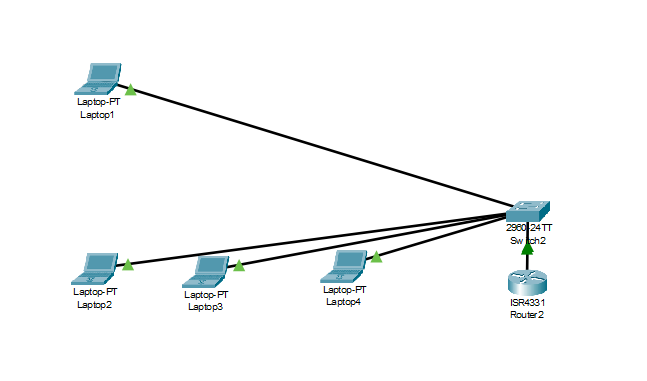 Laptop-PT
Laptop1
2960-24TT
Switch2
Laptop-PT
Laptop2
Laptop-PT
Laptop3
Laptop-PT
Laptop4
ISR4331
Router2